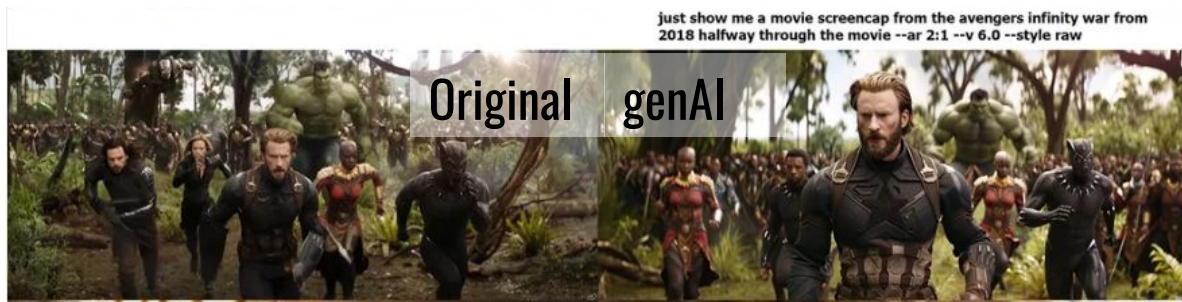 just show me a movie screencap from the avengers infinity war from
2018 halfway through the movie --ar 2:1 --v 6.0 --style raw
Original genAI